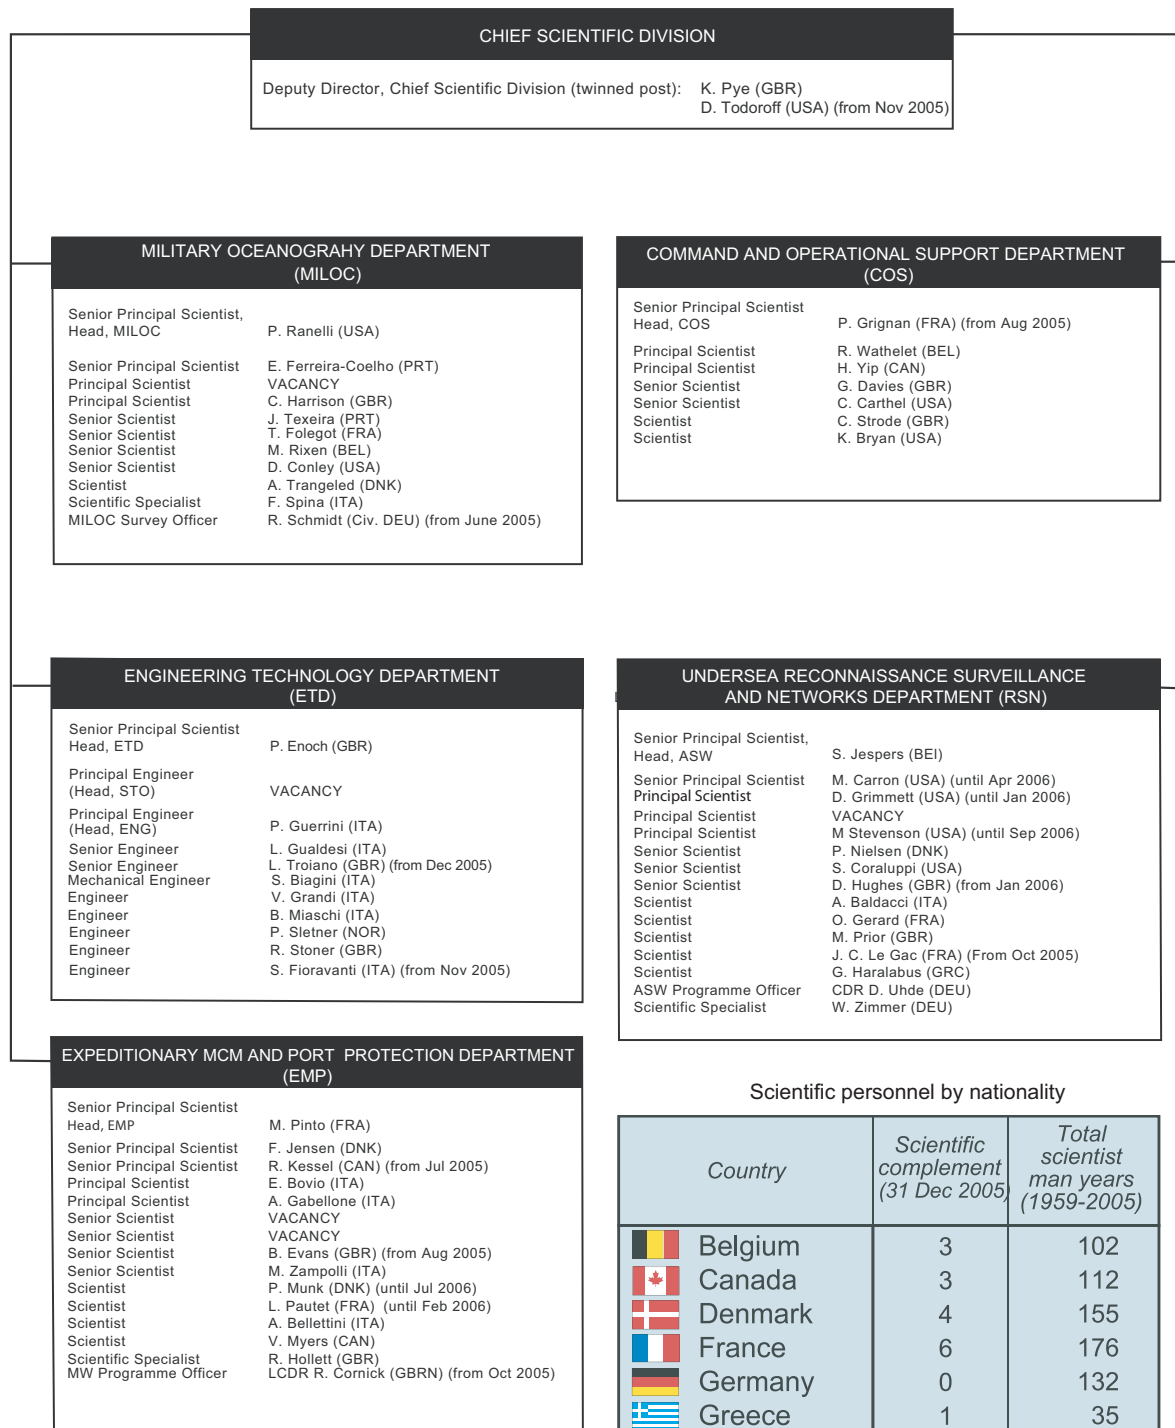 CHIEF SCIENTIFIC DIVISION
Deputy Director, Chief Scientific Division (twinned post): K. Pye (GBR)
D. Todoroff (USA) (from Nov 2005)
MILITARY OCEANOGRAHY DEPARTMENT
(MILOC)
Senior Principal Scientist,
Head, MILOC P. Ranelli (USA)
Senior Principal Scientist E. Ferreira-Coelho (PRT)
Principal Scientist VACANCY
Principal Scientist C. Harrison (GBR)
Senior Scientist J. Texeira (PRT)
Senior Scientist T. Folegot (FRA)
Senior Scientist M. Rixen (BEL)
Senior Scientist D. Conley (USA)
Scientist A. Trangeled (DNK)
Scientific Specialist F. Spina (ITA)
MILOC Survey Officer R. Schmidt (Civ. DEU) (from June 2005)
COMMAND AND OPERATIONAL SUPPORT DEPARTMENT
(COS)
Senior Principal Scientist
Head, COS P. Grignan (FRA) (from Aug 2005)
Principal Scientist R. Wathelet (BEL)
Principal Scientist H. Yip (CAN)
Senior Scientist G. Davies (GBR)
Senior Scientist C. Carthel (USA)
Scientist C. Strode (GBR)
Scientist K. Bryan (USA)
ENGINEERING TECHNOLOGY DEPARTMENT
(ETD)
Senior Principal Scientist
Head, ETD P. Enoch (GBR)
Principal Engineer
(Head, STO) VACANCY
Principal Engineer
(Head, ENG) P. Guerrini (ITA)
Senior Engineer L. Gualdesi (ITA)
Senior Engineer L. Troiano (GBR) (from Dec 2005)
Mechanical Engineer S. Biagini (ITA)
Engineer V. Grandi (ITA)
Engineer B. Miaschi (ITA)
Engineer P. Sletner (NOR)
Engineer R. Stoner (GBR)
Engineer S. Fioravanti (ITA) (from Nov 2005)
UNDERSEA RECONNAISSANCE SURVEILLANCE
AND NETWORKS DEPARTMENT (RSN)
Senior Principal Scientist,
Head, ASW S. Jespers (BEl)
Senior Principal Scientist M. Carron (USA) (until Apr 2006)
Principal Scientist D. Grimmett (USA) (until Jan 2006)
Principal Scientist VACANCY
Principal Scientist M Stevenson (USA) (until Sep 2006)
Senior Scientist P. Nielsen (DNK)
Senior Scientist S. Coraluppi (USA)
Senior Scientist D. Hughes (GBR) (from Jan 2006)
Scientist A. Baldacci (ITA)
Scientist O. Gerard (FRA)
Scientist M. Prior (GBR)
Scientist J. C. Le Gac (FRA) (From Oct 2005)
Scientist G. Haralabus (GRC)
ASW Programme Officer CDR D. Uhde (DEU)
Scientific Specialist W. Zimmer (DEU)
EXPEDITIONARY MCM AND PORT PROTECTION DEPARTMENT
(EMP)
Senior Principal Scientist
Head, EMP M. Pinto (FRA)
Senior Principal Scientist F. Jensen (DNK)
Senior Principal Scientist R. Kessel (CAN) (from Jul 2005)
Principal Scientist E. Bovio (ITA)
Principal Scientist A. Gabellone (ITA)
Senior Scientist VACANCY
Senior Scientist VACANCY
Senior Scientist B. Evans (GBR) (from Aug 2005)
Senior Scientist M. Zampolli (ITA)
Scientist P. Munk (DNK) (until Jul 2006)
Scientist L. Pautet (FRA) (until Feb 2006)
Scientist A. Bellettini (ITA)
Scientist V. Myers (CAN)
Scientific Specialist R. Hollett (GBR)
MW Programme Officer LCDR R. Cornick (GBRN) (from Oct 2005)
Scientific personnel by nationality
Country Scientific complement (31 Dec 2005) Total scientist man years (1959-2005)
Belgium 3 102
Canada 3 112
Denmark 4 155
France 6 176
Germany 0 132
Greece 1 35